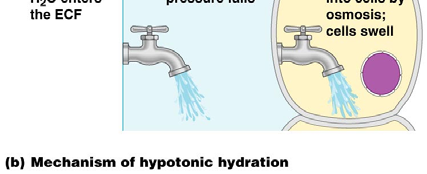 H₂O enters
the ECF
pressure falls
into cells by
osmosis;
cells swell
(b) Mechanism of hypotonic hydration